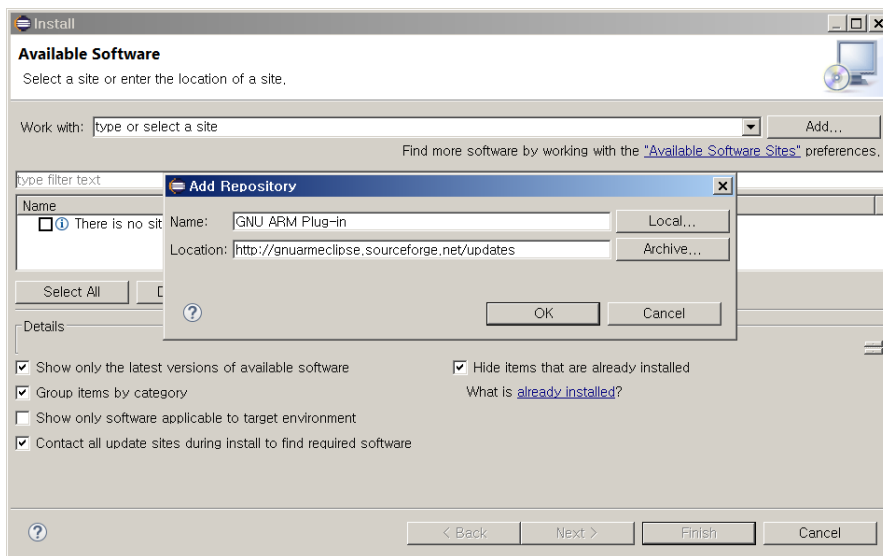 Install
Available Software
Select a site or enter the location of a site,
Work with: type or select a site Add,,,
Find more software by working with the "Available Software Sites" preferences,
type filter text
Name
There is no sit
Add Repository
Name: GNU ARM Plug-in Local,,,
Location: http://gnuarmeclipse,sourceforge,net/updates Archive,,,
OK Cancel
Select All
Details
Show only the latest versions of available software Hide items that are already installed
Group items by category What is already installed?
Show only software applicable to target environment
Contact all update sites during install to find required software
< Back Next > Finish Cancel